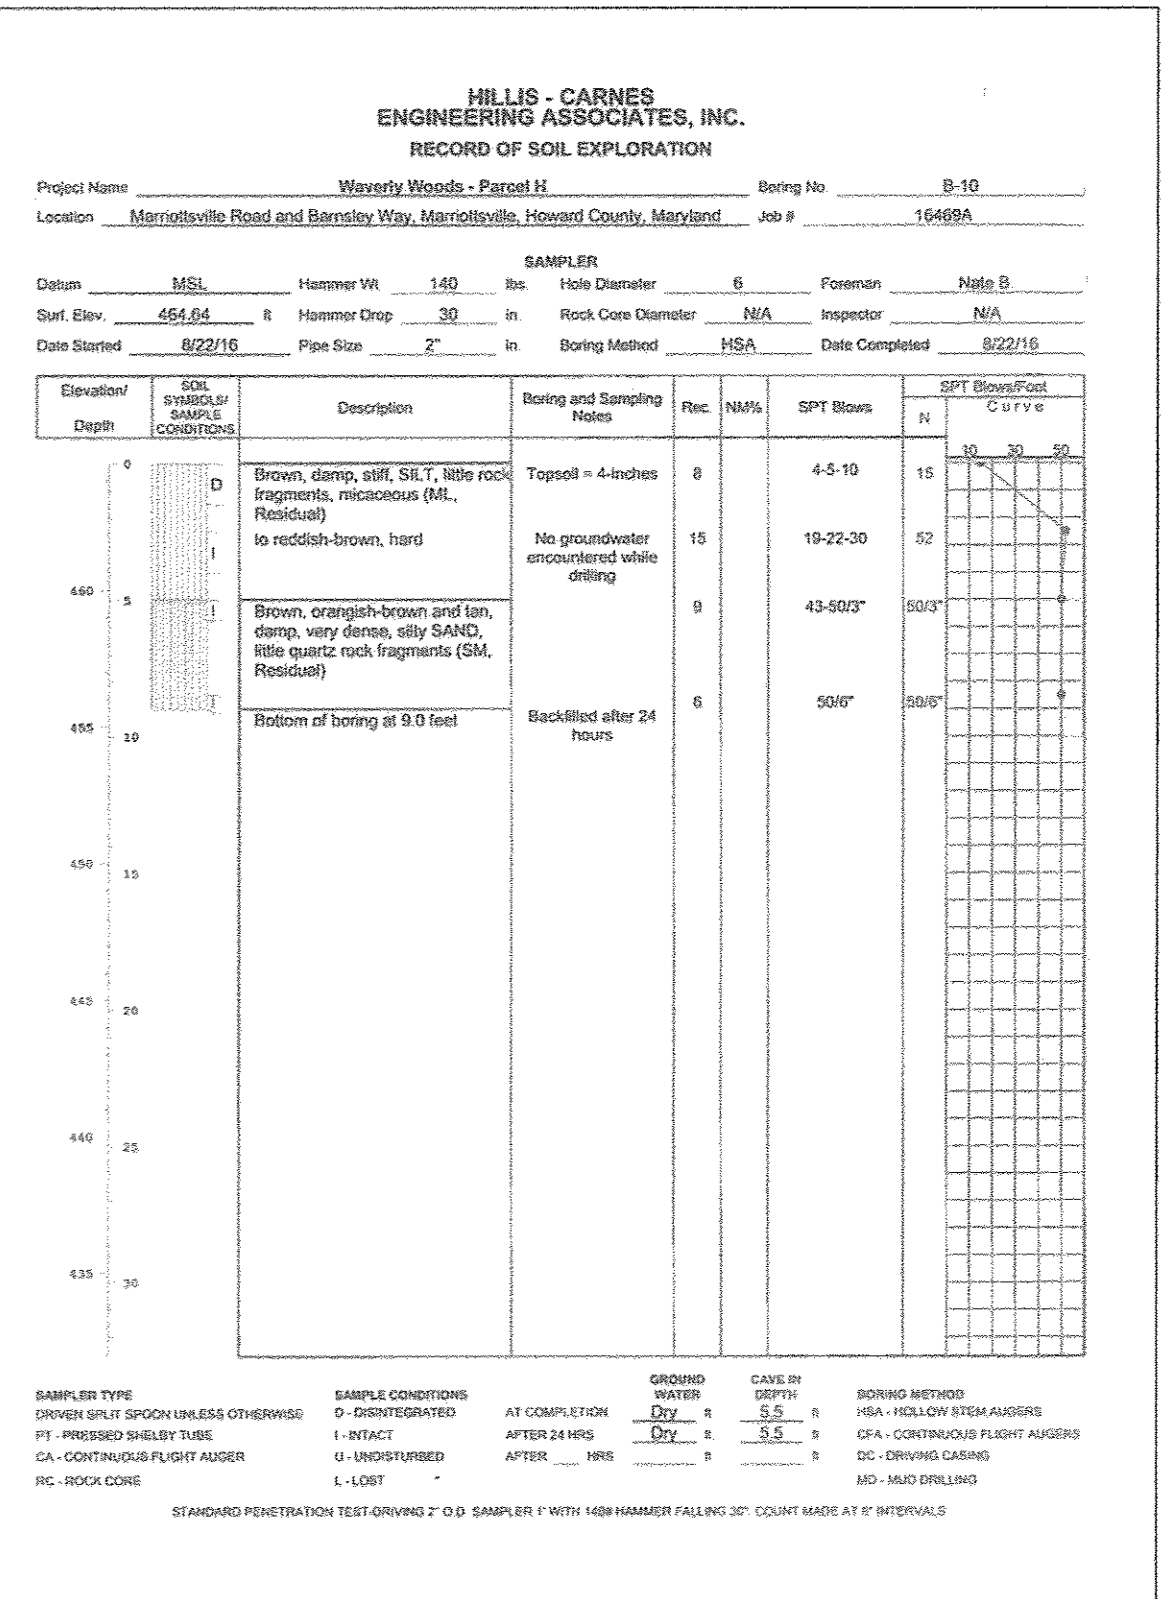 HILLIS - CARNES
ENGINEERING ASSOCIATES, INC.
RECORD OF SOIL EXPLORATION
Project Name Waverly Woods - Parcel H Boring No. B-10
Location Marriottsville Road and Barnsley Way, Marriottsville, Howard County, Maryland Job # 16469A
SAMPLER
Datum MSL Hammer Wt. 140 lbs. Hole Diameter 6 Foreman Nate B.
Surf. Elev. 464.64 ft Hammer Drop 30 in. Rock Core Diameter N/A Inspector N/A
Date Started 8/22/16 Pipe Size 2" in. Boring Method HSA Date Completed 8/22/16
Elevation/
Depth
SOIL
SYMBOLS/
SAMPLE
CONDITIONS
Description
Boring and Sampling
Notes
Rec. NM% SPT Blows
SPT Blows/Foot
N
Curve
10 30 50
0
D
Brown, damp, stiff, SILT, little rock
fragments, micaceous (ML,
Residual)
Topsoil = 4-inches
8 4-5-10 15
I
to reddish-brown, hard
No groundwater
encountered while
drilling
15 19-22-30 52
460
5
I
Brown, orangish-brown and tan,
damp, very dense, silty SAND,
little quartz rock fragments (SM,
Residual)
9 43-50/3" 50/3"
I
6 50/6" 50/6"
Bottom of boring at 9.0 feet
Backfilled after 24
hours
455
10
450
15
445
20
440
25
435
30
SAMPLER TYPE
DRIVEN SPLIT SPOON UNLESS OTHERWISE
PT - PRESSED SHELBY TUBE
CA - CONTINUOUS FLIGHT AUGER
RC - ROCK CORE
SAMPLE CONDITIONS
D - DISINTEGRATED
I - INTACT
U - UNDISTURBED
L - LOST
GROUND
WATER
CAVE IN
DEPTH
AT COMPLETION Dry ft 5.5 ft
AFTER 24 HRS Dry ft. 5.5 ft
AFTER ___ HRS ft ft
BORING METHOD
HSA - HOLLOW STEM AUGERS
CFA - CONTINUOUS FLIGHT AUGERS
DC - DRIVING CASING
MD - MUD DRILLING
STANDARD PENETRATION TEST-DRIVING 2" O.D. SAMPLER 1' WITH 140# HAMMER FALLING 30": COUNT MADE AT 6" INTERVALS